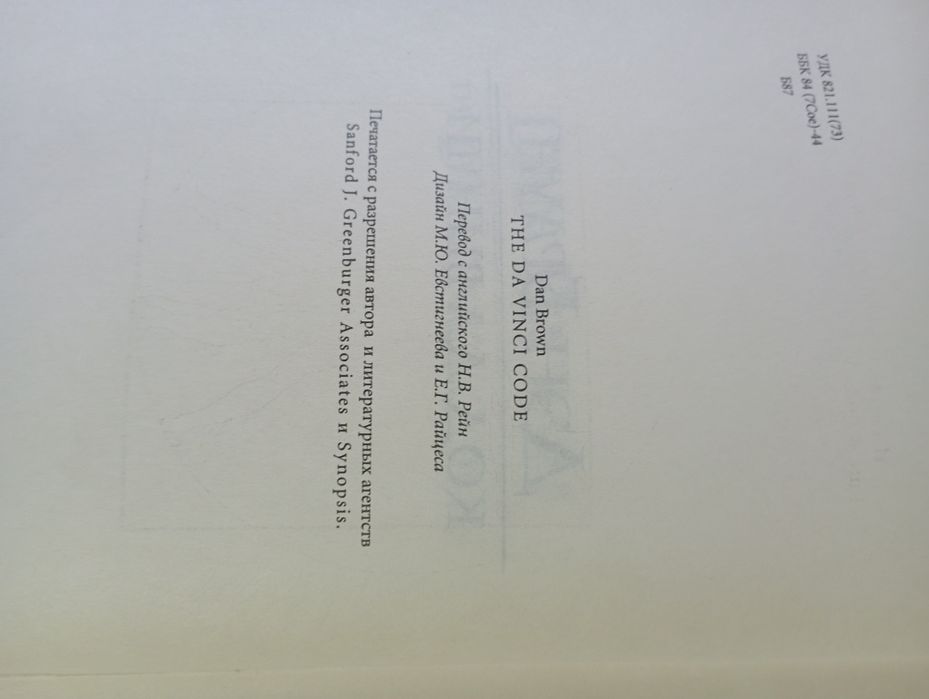 УДК 821.111(73)
ББК 84 (7Сое)-44
Б87
Dan Brown
THE DA VINCI CODE
Перевод с английского Н.В. Рейн
Дизайн М.Ю. Евстигнеева и Е.Г. Райцеса
Печатается с разрешения автора и литературных агентств
Sanford J. Greenburger Associates и Synopsis.